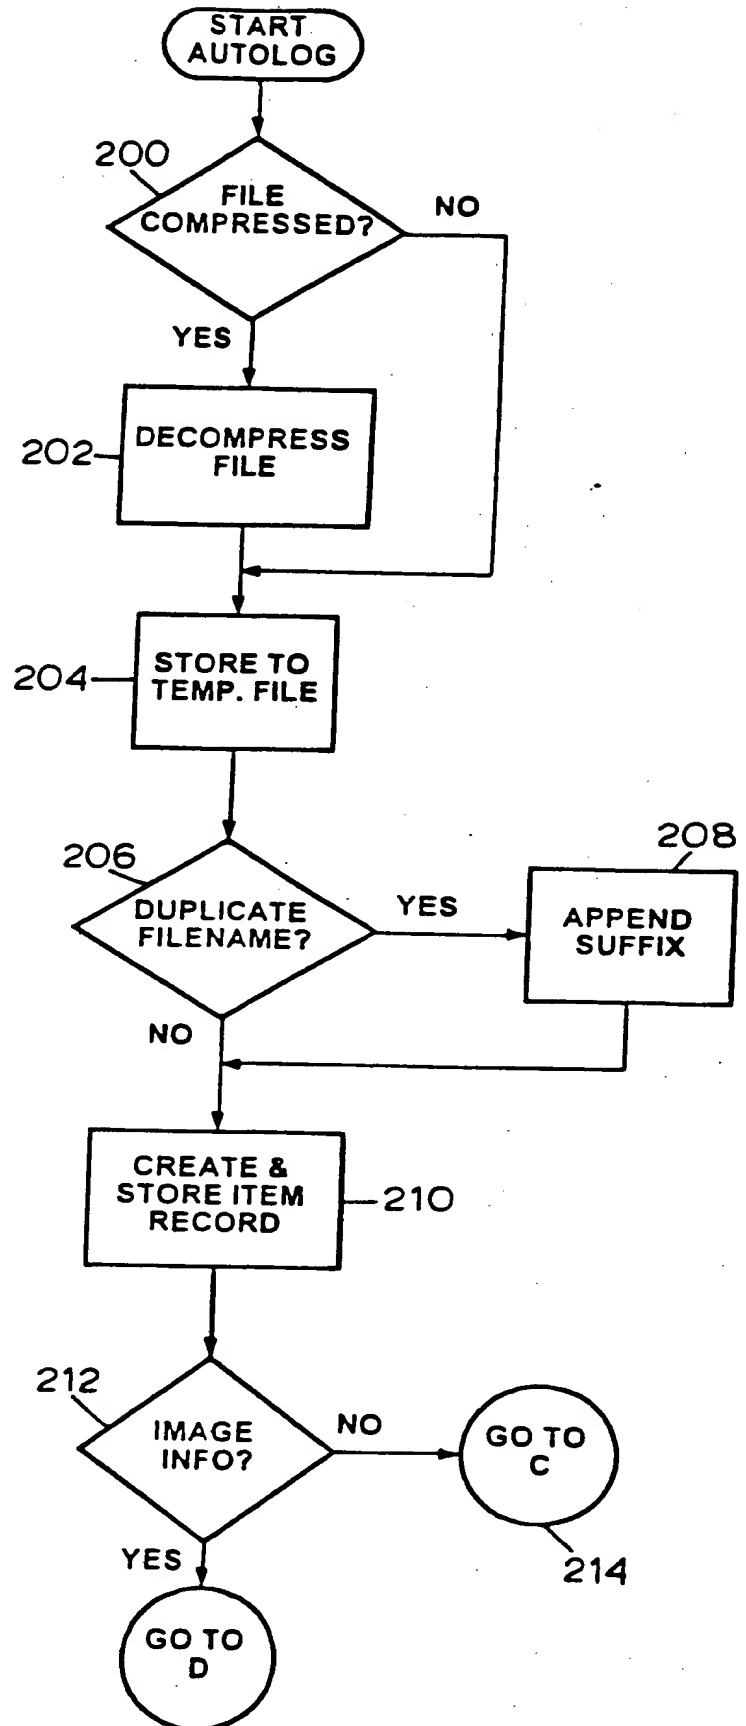 START
AUTOLOG
200
FILE
COMPRESSED?
NO
YES
202
DECOMPRESS
FILE
204
STORE TO
TEMP. FILE
206
DUPLICATE
FILENAME?
YES
208
APPEND
SUFFIX
NO
CREATE &
STORE ITEM
RECORD
210
212
IMAGE
INFO?
NO
GO TO
C
214
YES
GO TO
D